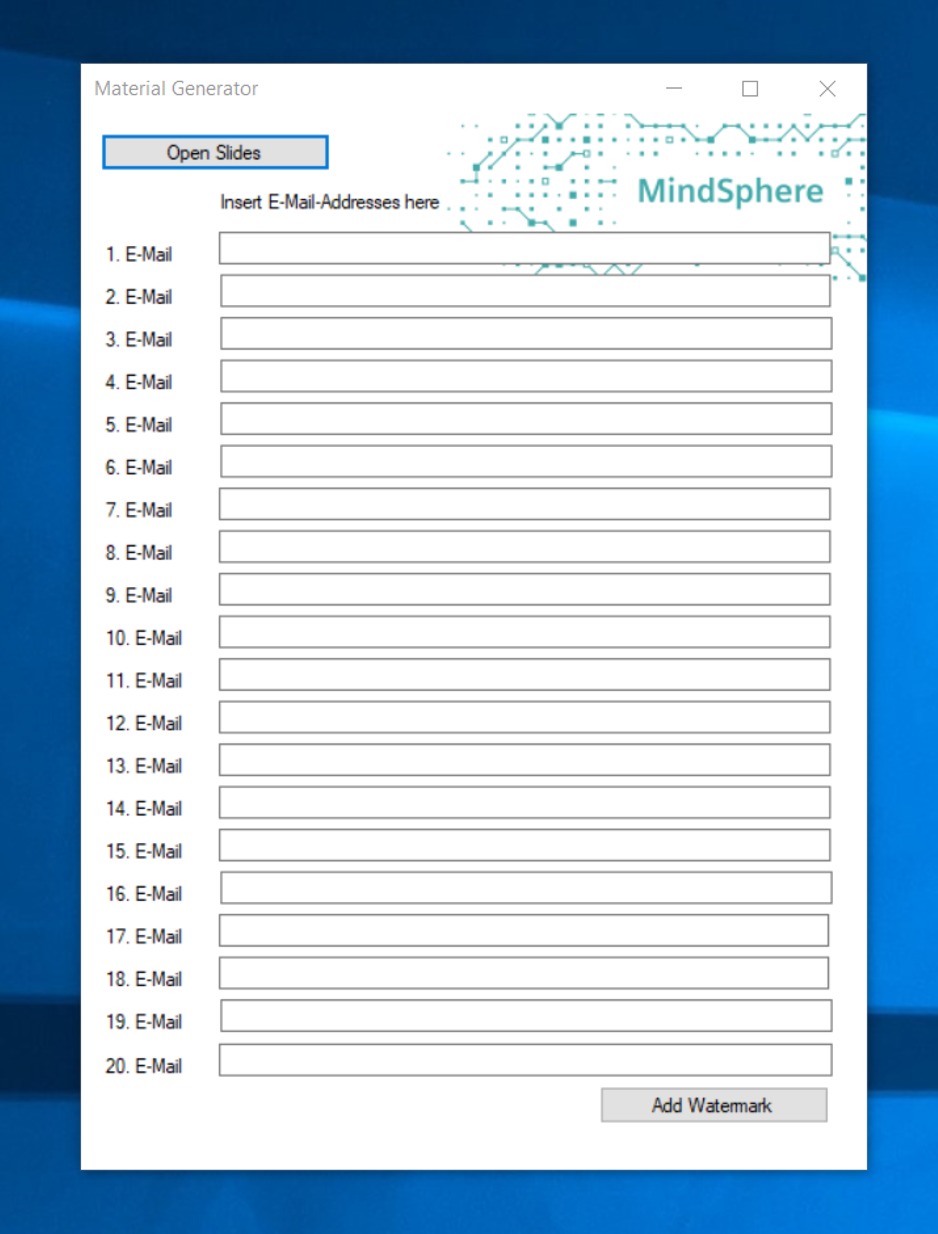 Material Generator
Open Slides
MindSphere
Insert E-Mail-Addresses here
1. E-Mail
2. E-Mail
3. E-Mail
4. E-Mail
5. E-Mail
6. E-Mail
7. E-Mail
8. E-Mail
9. E-Mail
10. E-Mail
11. E-Mail
12. E-Mail
13. E-Mail
14. E-Mail
15. E-Mail
16. E-Mail
17. E-Mail
18. E-Mail
19. E-Mail
20. E-Mail
Add Watermark